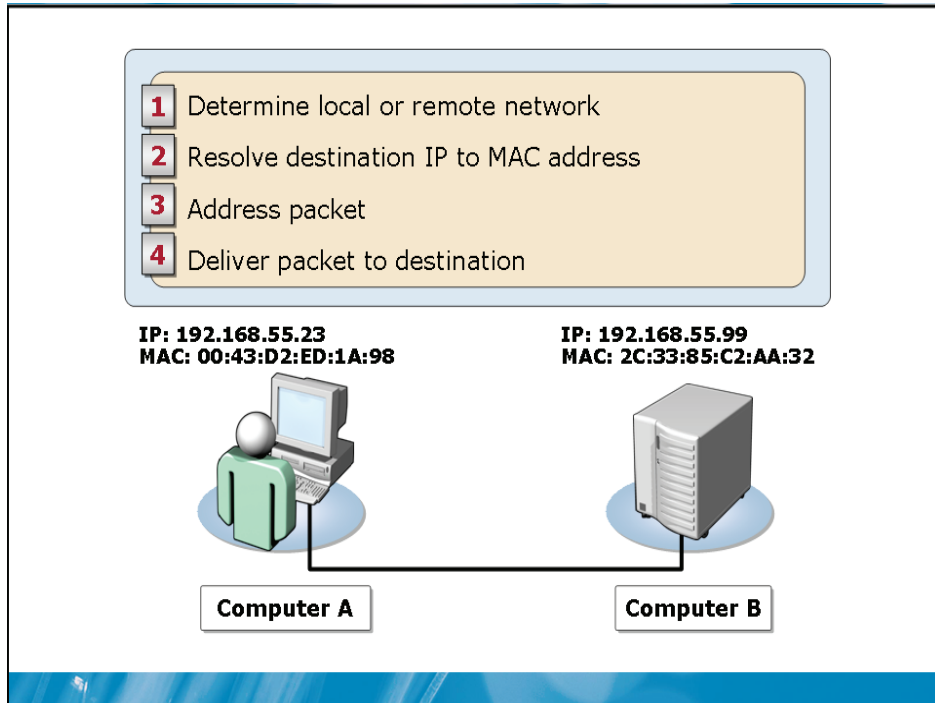 1 Determine local or remote network
2 Resolve destination IP to MAC address
3 Address packet
4 Deliver packet to destination
IP: 192.168.55.23
MAC: 00:43:D2:ED:1A:98
IP: 192.168.55.99
MAC: 2C:33:85:C2:AA:32
Computer A
Computer B